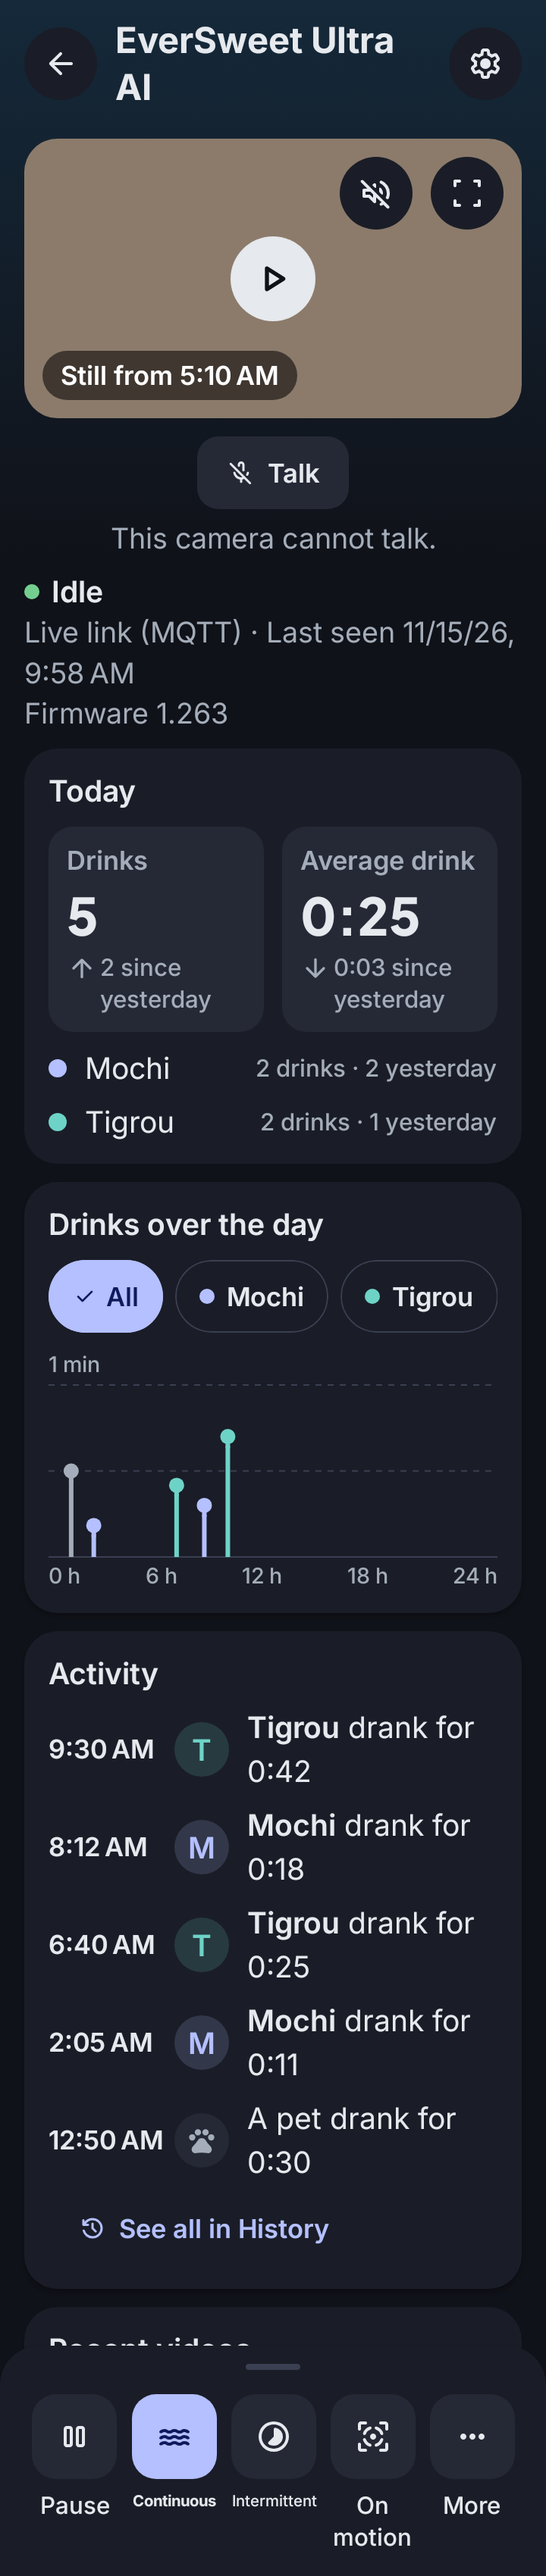 EverSweet Ultra
AI
Still from 5:10 AM
Talk
This camera cannot talk.
Idle
Live link (MQTT) · Last seen 11/15/26,
9:58 AM
Firmware 1.263
Today
Drinks
5
↑ 2 since
yesterday
Average drink
0:25
↓ 0:03 since
yesterday
Mochi 2 drinks · 2 yesterday
Tigrou 2 drinks · 1 yesterday
Drinks over the day
All Mochi Tigrou
1 min
0 h 6 h 12 h 18 h 24 h
Activity
9:30 AM T Tigrou drank for
0:42
8:12 AM M Mochi drank for
0:18
6:40 AM T Tigrou drank for
0:25
2:05 AM M Mochi drank for
0:11
12:50 AM A pet drank for
0:30
See all in History
Recent videos
Pause Continuous Intermittent On
motion More